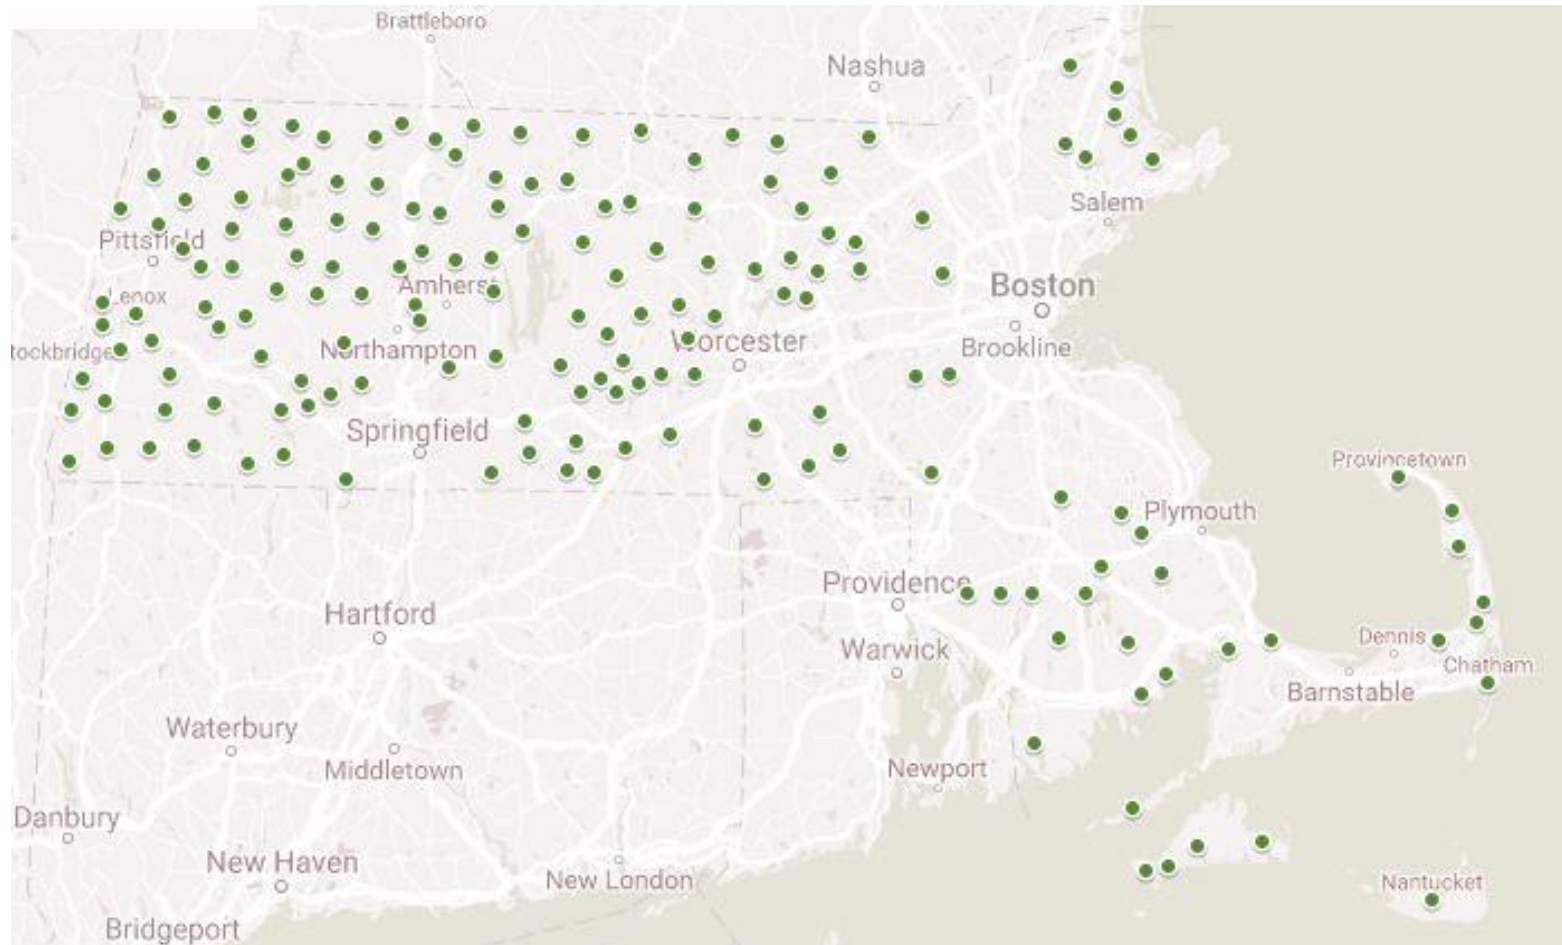 Brattleboro
Nashua
Salem
Pittsfield
Boston
Amherst
Lenox
Worcester
Brookline
tockbridge
Northampton
Springfield
Provincetown
Plymouth
Providence
Hartford
Dennis
Warwick
Chatham
Barnstable
Waterbury
Middletown
Newport
Danbury
New Haven
New London
Nantucket
Bridgeport